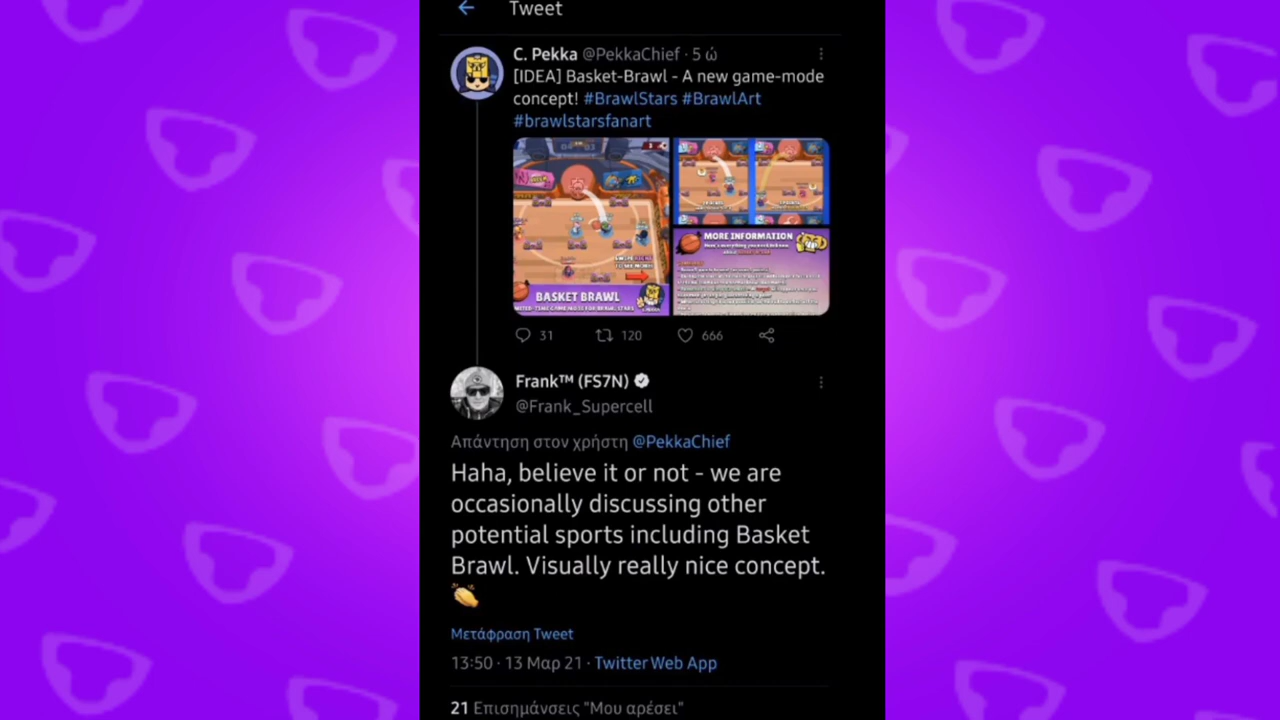 Tweet
C. Pekka @PekkaChief · 5 ώ
[IDEA] Basket-Brawl - A new game-mode
concept! #BrawlStars #BrawlArt
#brawlstarsfanart
MORE INFORMATION
BASKET BRAWL
31 120 666
Frank™ (FS7N)
@Frank_Supercell
Απάντηση στον χρήστη @PekkaChief
Haha, believe it or not - we are
occasionally discussing other
potential sports including Basket
Brawl. Visually really nice concept.
Μετάφραση Tweet
13:50 · 13 Μαρ 21 · Twitter Web App
21 Επισημάνσεις "Μου αρέσει"